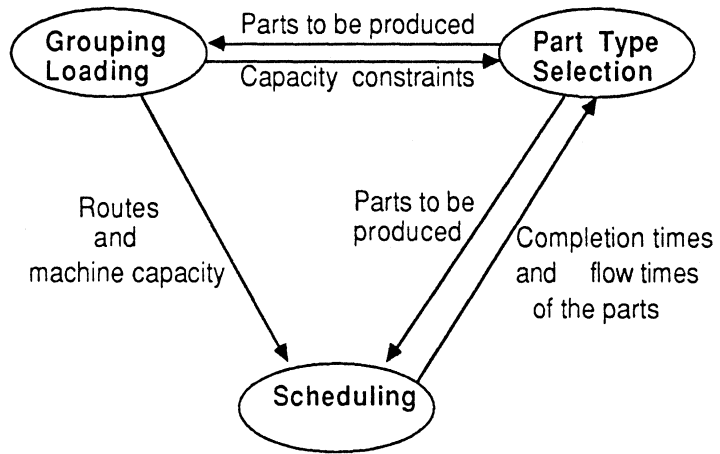 Grouping
Loading
Parts to be produced
Capacity constraints
Part Type
Selection
Routes
and
machine capacity
Parts to be
produced
Completion times
and flow times
of the parts
Scheduling